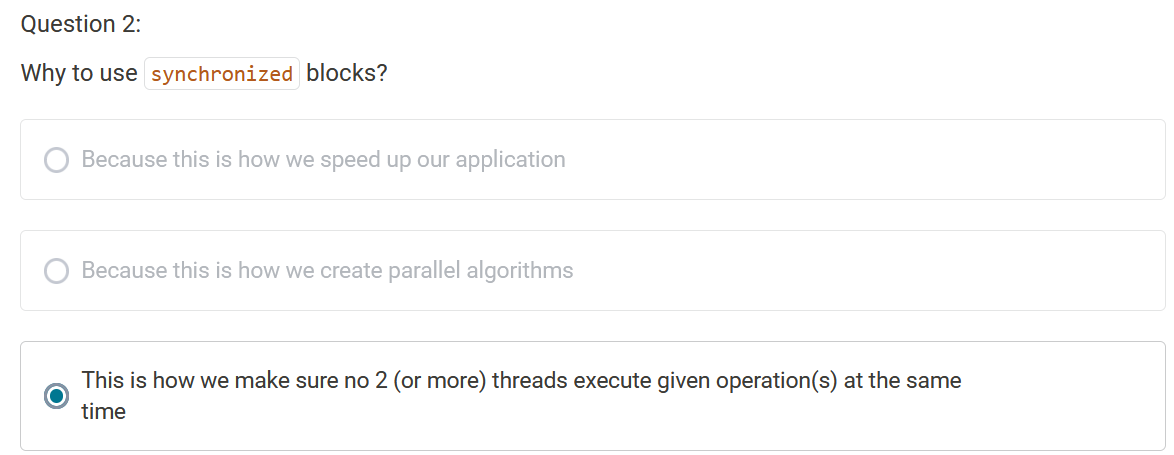 Question 2:
Why to use synchronized blocks?
Because this is how we speed up our application
Because this is how we create parallel algorithms
This is how we make sure no 2 (or more) threads execute given operation(s) at the same
time